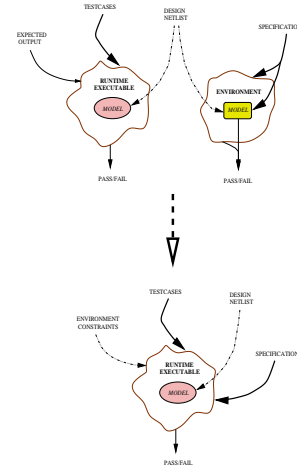 TESTCASES
DESIGN
NETLIST
SPECIFICATION
EXPECTED
OUTPUT
RUNTIME
EXECUTABLE
MODEL
ENVIRONMENT
MODEL
PASS/FAIL
PASS/FAIL
TESTCASES
DESIGN
NETLIST
ENVIRONMENT
CONSTRAINTS
SPECIFICATION
RUNTIME
EXECUTABLE
MODEL
PASS/FAIL